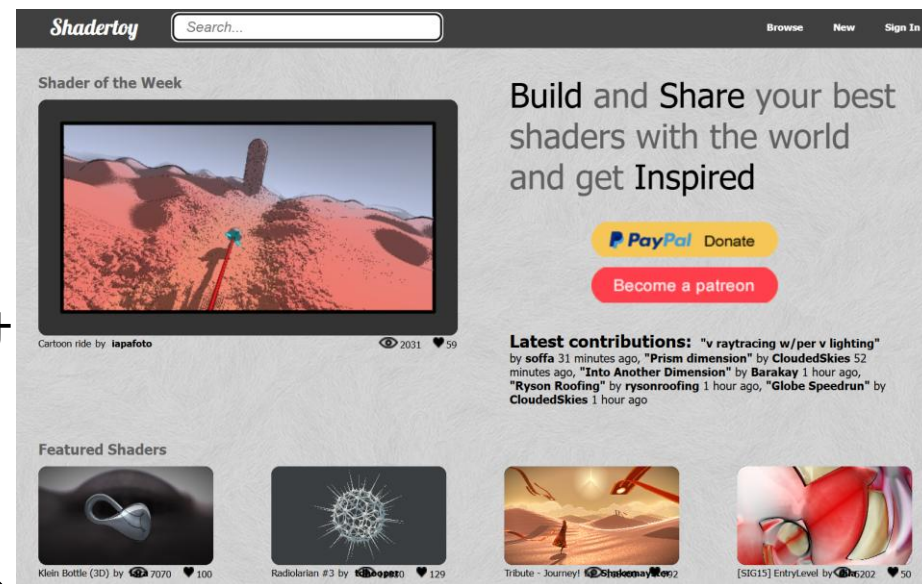 Shadertoy
Search...
Browse New Sign In
Shader of the Week
Cartoon ride by iapafoto
2031 59
Build and Share your best
shaders with the world
and get Inspired
PayPal Donate
Become a patreon
Latest contributions: "v raytracing w/per v lighting"
by soffa 31 minutes ago, "Prism dimension" by CloudedSkies 52
minutes ago, "Into Another Dimension" by Barakay 1 hour ago,
"Ryson Roofing" by rysonroofing 1 hour ago, "Globe Speedrun" by
CloudedSkies 1 hour ago
Featured Shaders
Klein Bottle (3D) by 7070 100
Radiolarian #3 by tdhooper 129
Tribute - Journey! by Shakemayster
[SIG15] EntryLevel by 6202 50